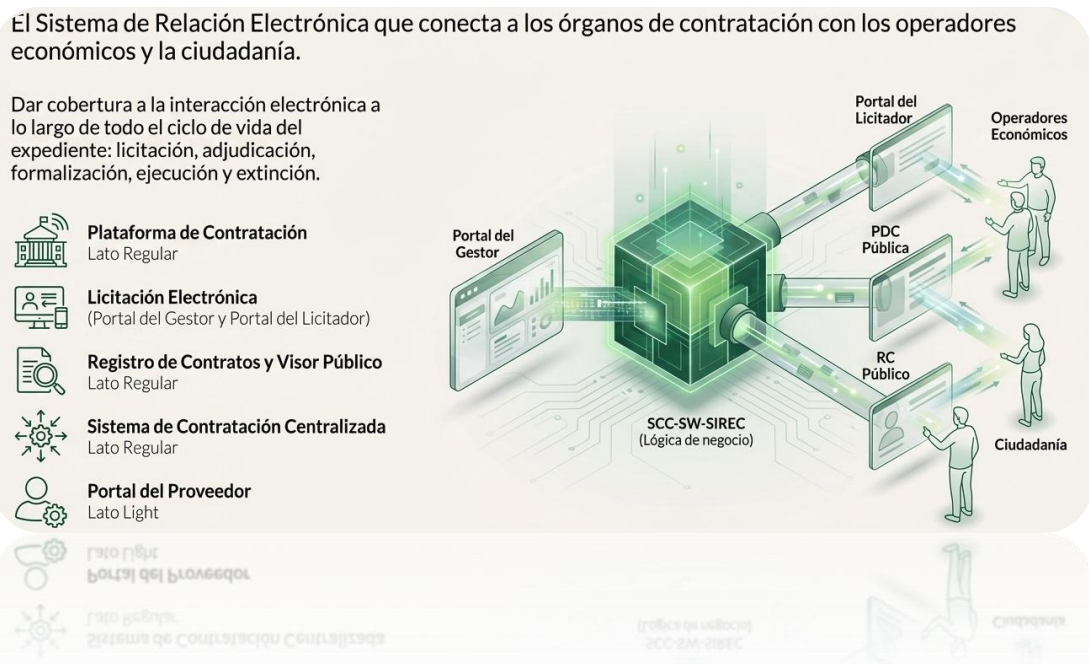 El Sistema de Relación Electrónica que conecta a los órganos de contratación con los operadores
económicos y la ciudadanía.
Dar cobertura a la interacción electrónica a
lo largo de todo el ciclo de vida del
expediente: licitación, adjudicación,
formalización, ejecución y extinción.
Plataforma de Contratación
Lato Regular
Licitación Electrónica
(Portal del Gestor y Portal del Licitador)
Registro de Contratos y Visor Público
Lato Regular
Sistema de Contratación Centralizada
Lato Regular
Portal del Proveedor
Lato Light
Portal del
Gestor
SCC-SW-SIREC
(Lógica de negocio)
Portal del
Licitador
Operadores
Económicos
PDC
Pública
RC
Público
Ciudadanía